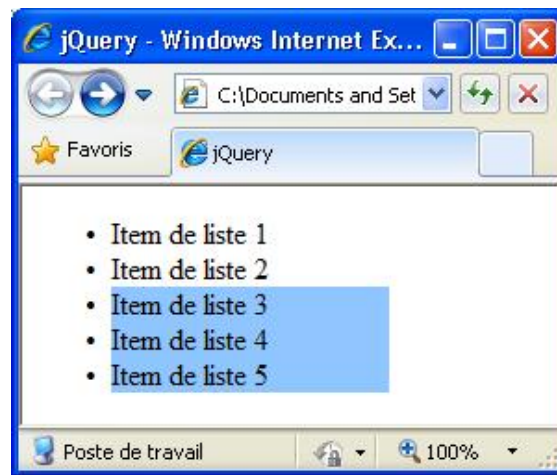 jQuery - Windows Internet Ex...
C:\Documents and Set
Favoris
jQuery
• Item de liste 1
• Item de liste 2
• Item de liste 3
• Item de liste 4
• Item de liste 5
Poste de travail
100%